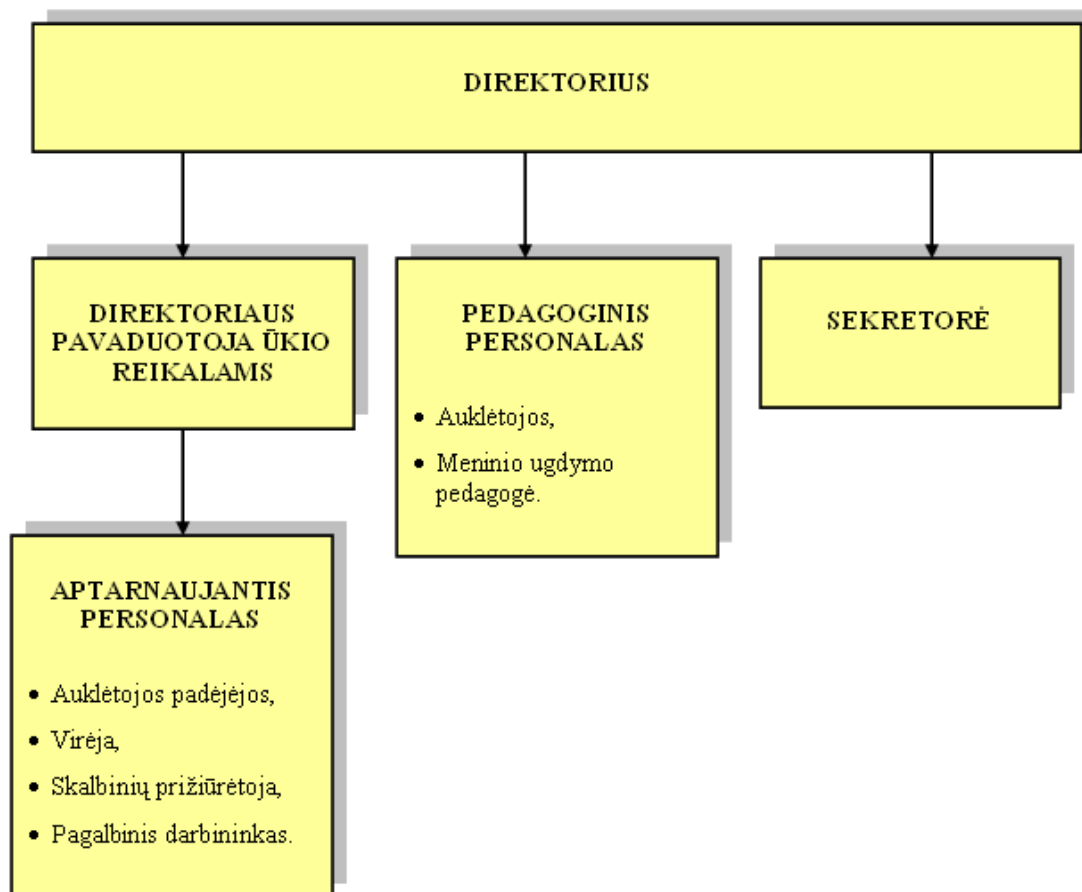 DIREKTORIUS
DIREKTORIAUS
PAVADUOTOJA ŪKIO
REIKALAMS
PEDAGOGINIS
PERSONALAS
• Auklėtojos,
• Meninio ugdymo
pedagogė.
SEKRETORĖ
APTARNAUJANTIS
PERSONALAS
• Auklėtojos padėjėjos,
• Virėja,
• Skalbinių prižiūrėtoja,
• Pagalbinis darbininkas.